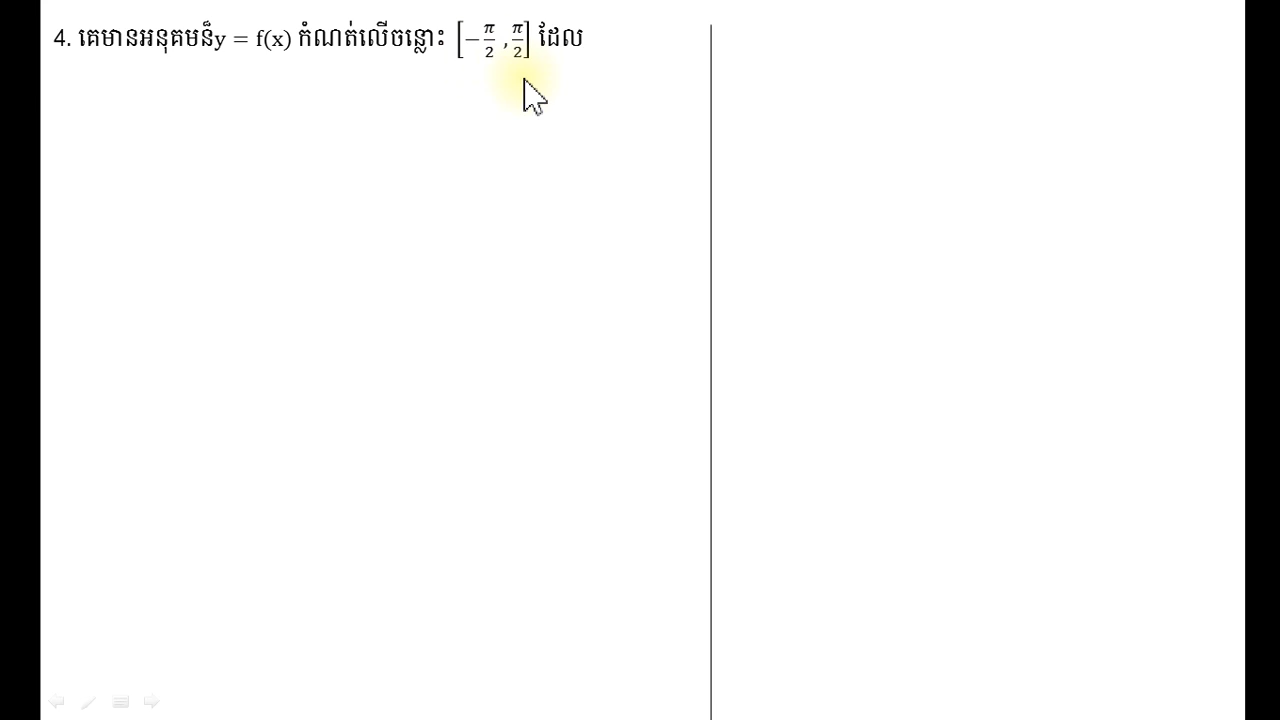 4. គេមានអនុគមន៏y = f(x) កំណត់លើចន្លោះ [−π/2 , π/2] ដែល